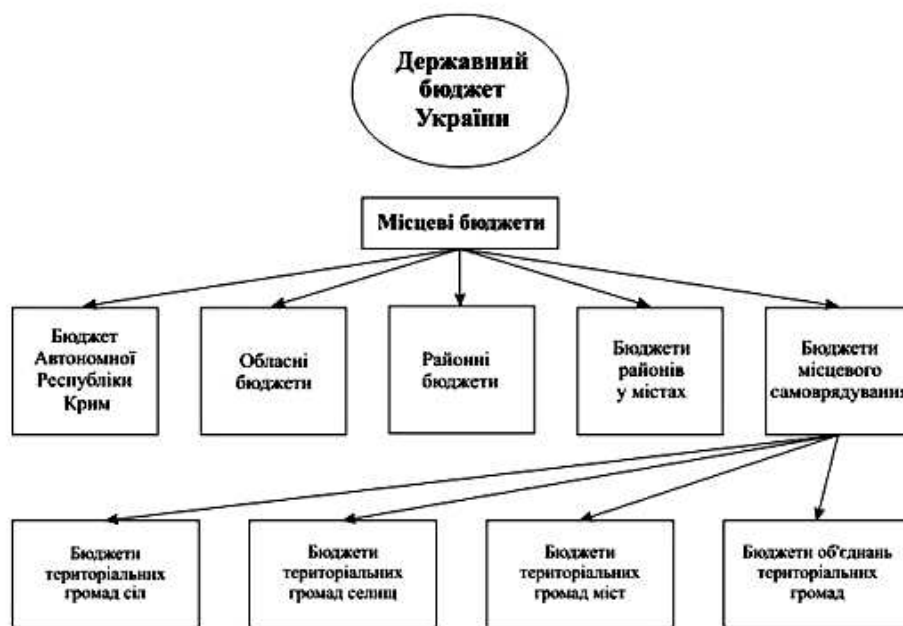 Державний
бюджет
України
Місцеві бюджети
Бюджет
Автономної
Республіки
Крим
Обласні
бюджети
Районні
бюджети
Бюджети
районів
у містах
Бюджети
місцевого
самоврядування
Бюджети
територіальних
громад сіл
Бюджети
територіальних
громад селищ
Бюджети
територіальних
громад міст
Бюджети об'єднань
територіальних
громад